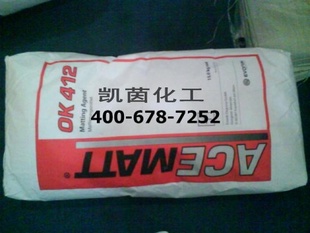 凯茵化工
400-678-7252
OK 412
Matting Agent
ACEMATT